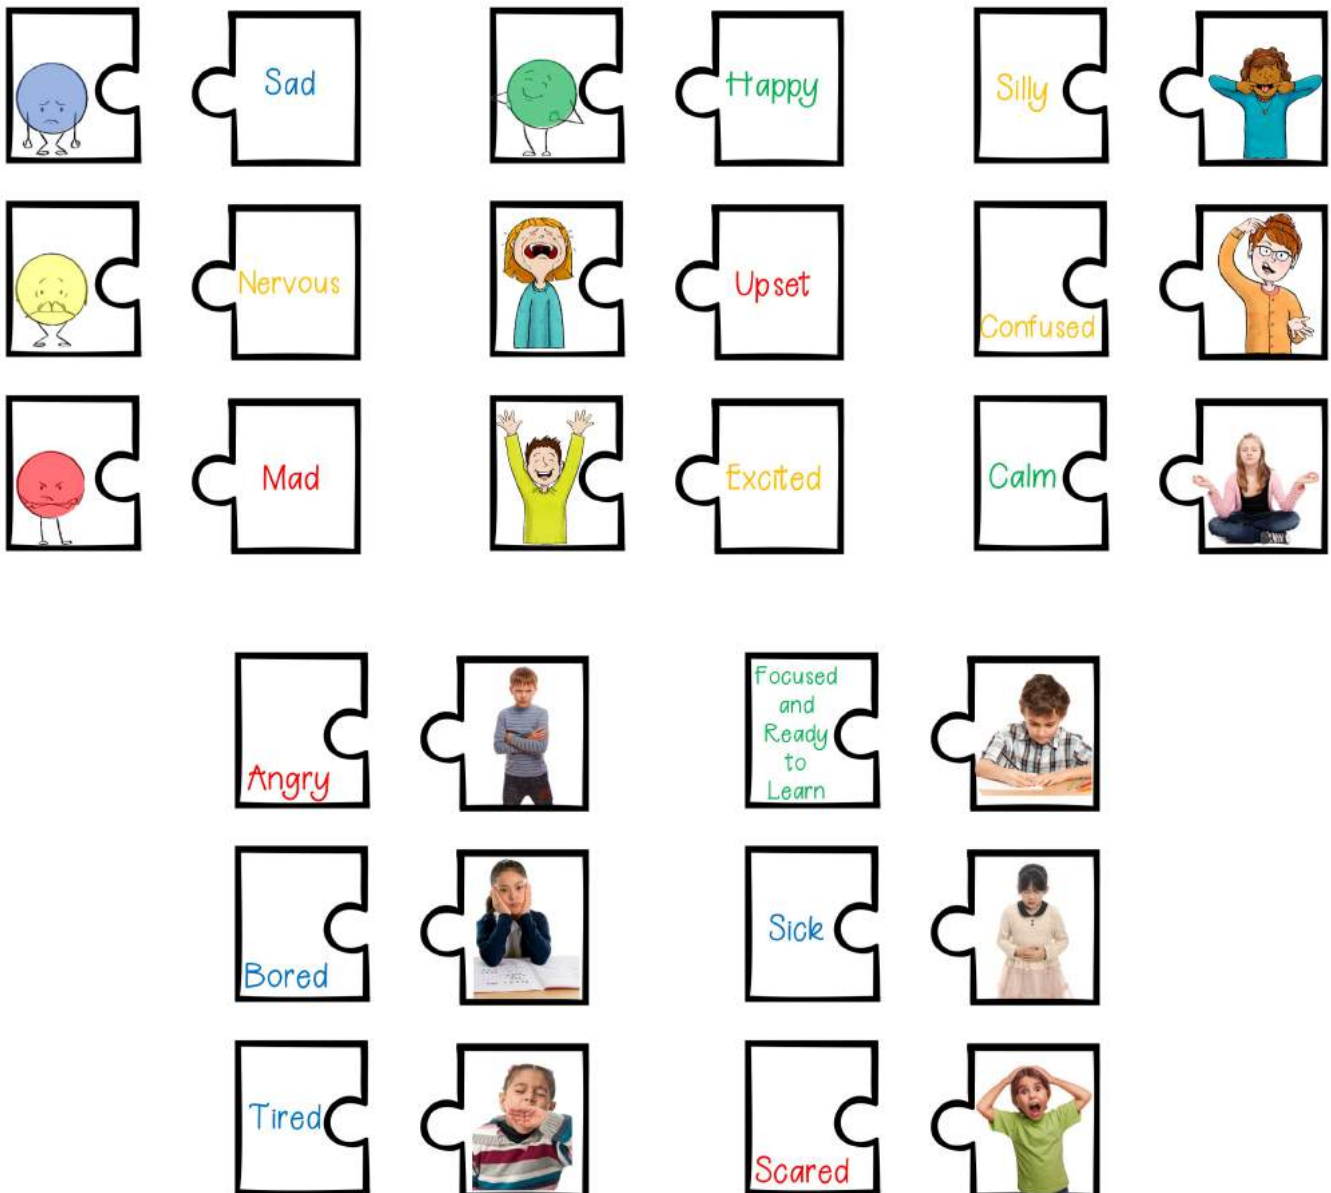 Sad
Happy
Silly
Nervous
Upset
Confused
Mad
Excited
Calm
Angry
Focused
and
Ready
to
Learn
Bored
Sick
Tired
Scared